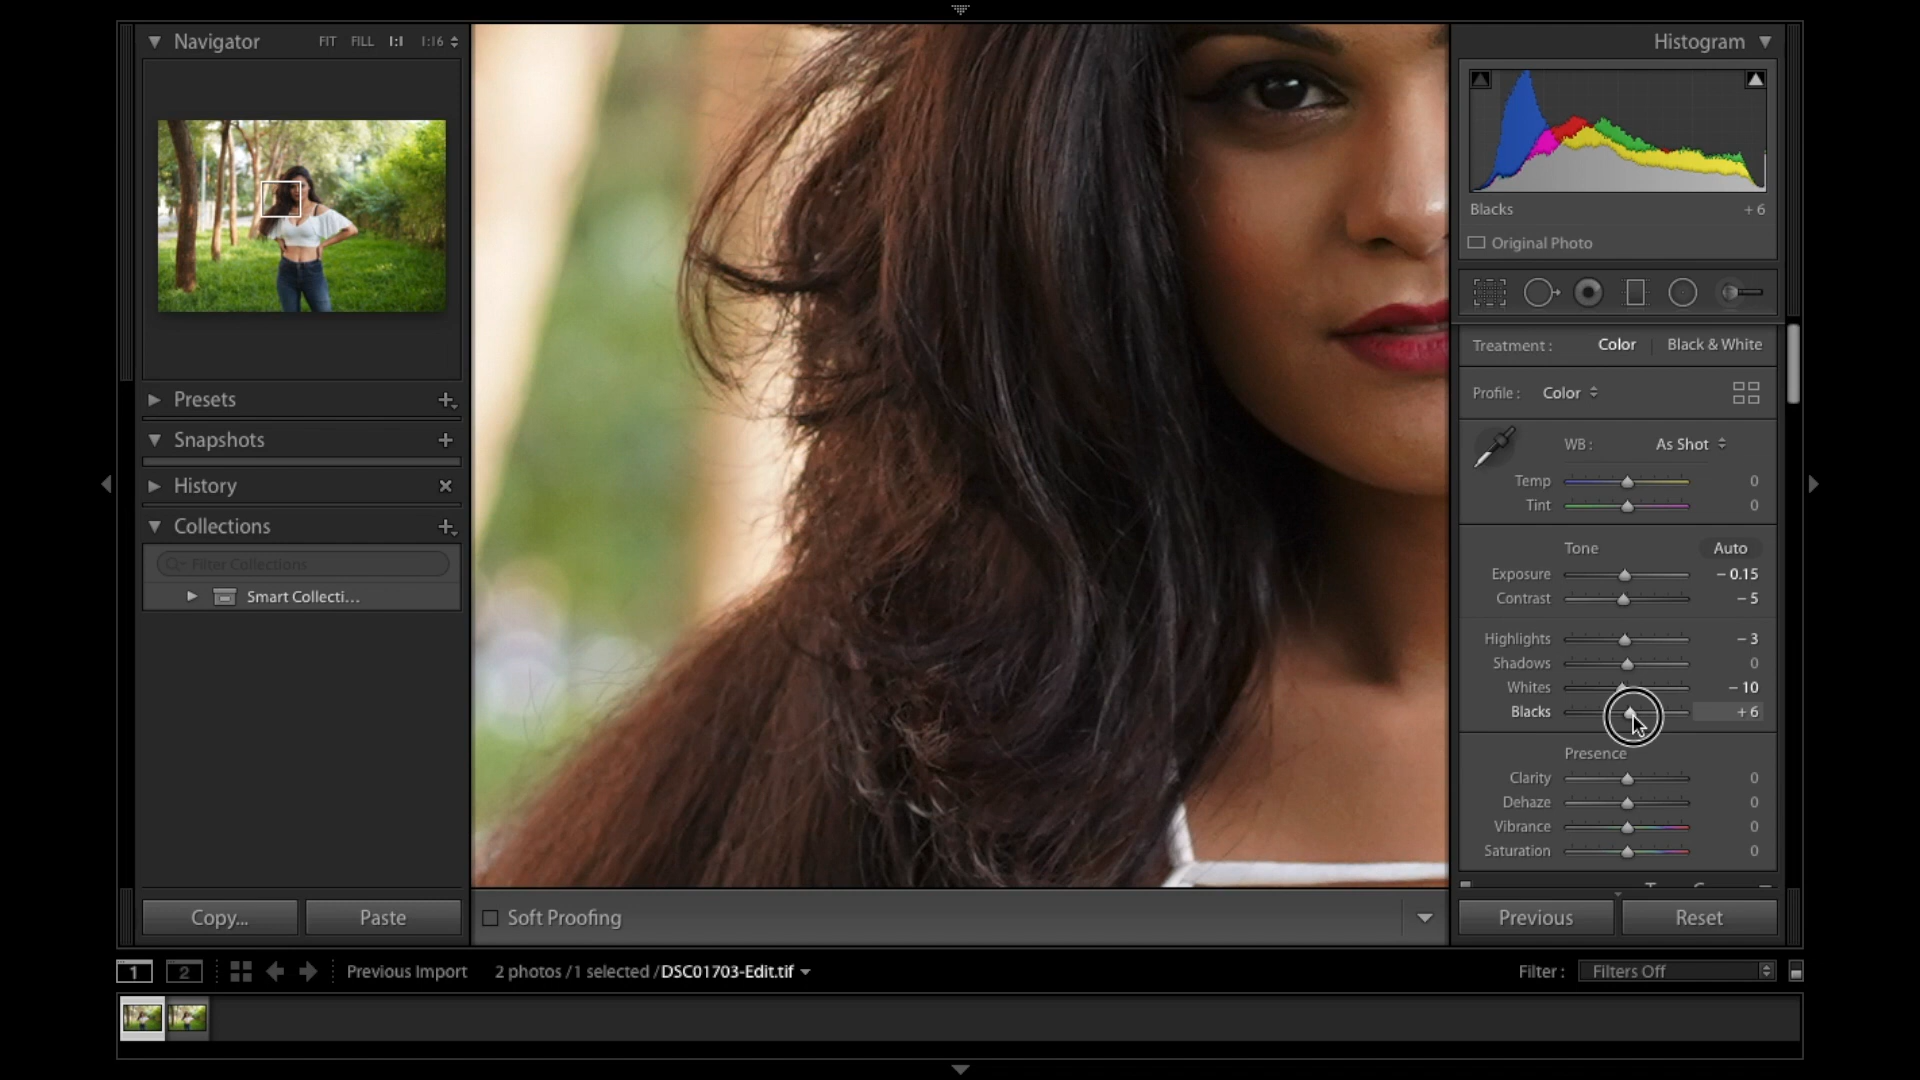 Navigator FIT FILL 1:1 1:16
Presets
Snapshots
History
Collections
Filter Collections
Smart Collecti...
Copy... Paste
Soft Proofing
Histogram
Blacks + 6
Original Photo
Treatment : Color Black & White
Profile : Color
WB : As Shot
Temp 0
Tint 0
Tone Auto
Exposure − 0.15
Contrast − 5
Highlights − 3
Shadows 0
Whites − 10
Blacks + 6
Presence
Clarity 0
Dehaze 0
Vibrance 0
Saturation 0
Previous Reset
1 2 Previous Import 2 photos / 1 selected / DSC01703-Edit.tif Filter : Filters Off